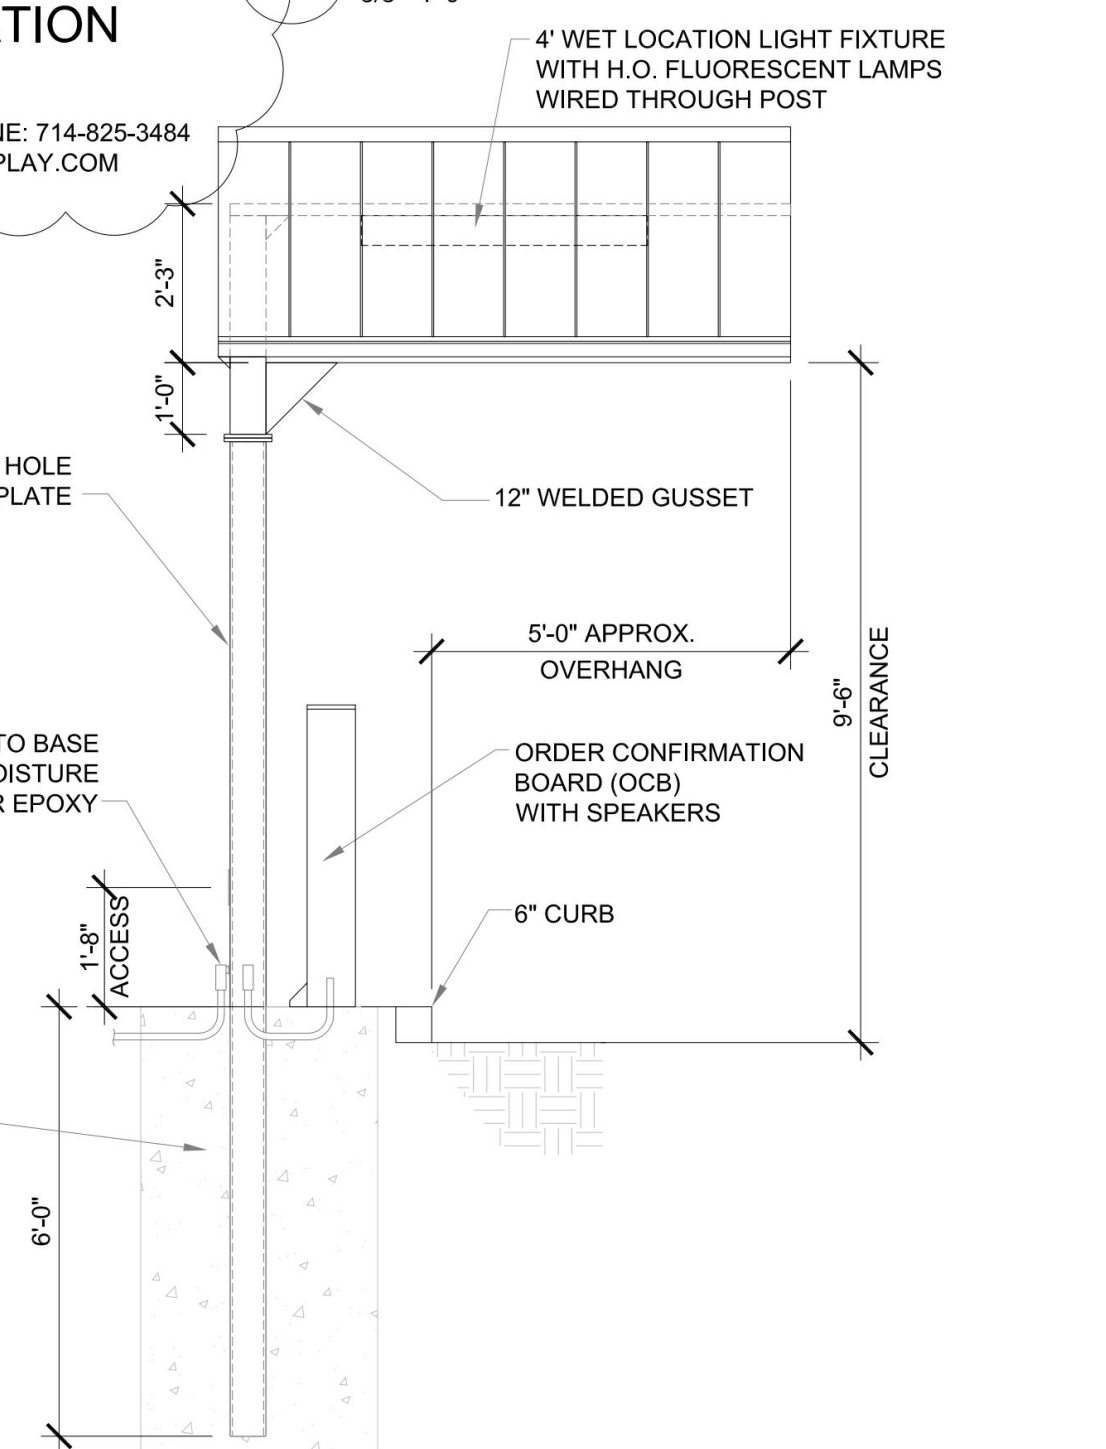 ATION
4' WET LOCATION LIGHT FIXTURE
WITH H.O. FLUORESCENT LAMPS
WIRED THROUGH POST
NE: 714-825-3484
PLAY.COM
2'-3"
1'-0"
HOLE
PLATE
12" WELDED GUSSET
5'-0" APPROX.
OVERHANG
9'-6"
CLEARANCE
TO BASE
OISTURE
R EPOXY
ORDER CONFIRMATION
BOARD (OCB)
WITH SPEAKERS
1'-8"
ACCESS
6" CURB
6'-0"